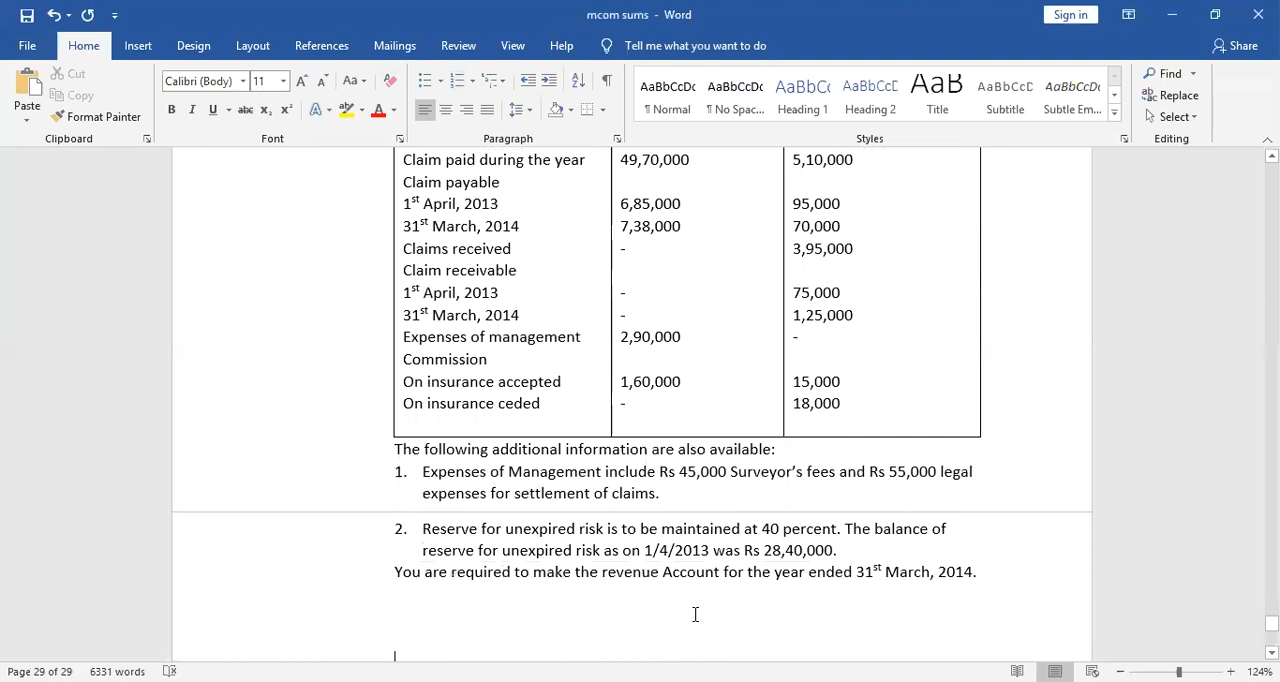 mcom sums - Word
Sign in
File Home Insert Design Layout References Mailings Review View Help Tell me what you want to do Share
Paste
Cut
Copy
Format Painter
Clipboard
Calibri (Body) 11
A A Aa A
B I U abc x₂ x² A A
Font
Paragraph
AaBbCcDc AaBbCcDc AaBbC AaBbCc AaB AaBbCcD AaBbCcDc
¶ Normal ¶ No Spac... Heading 1 Heading 2 Title Subtitle Subtle Em...
Styles
Find
Replace
Select
Editing
Claim paid during the year 49,70,000 5,10,000
Claim payable
1st April, 2013 6,85,000 95,000
31st March, 2014 7,38,000 70,000
Claims received - 3,95,000
Claim receivable
1st April, 2013 - 75,000
31st March, 2014 - 1,25,000
Expenses of management 2,90,000 -
Commission
On insurance accepted 1,60,000 15,000
On insurance ceded - 18,000
The following additional information are also available:
1. Expenses of Management include Rs 45,000 Surveyor's fees and Rs 55,000 legal
expenses for settlement of claims.
2. Reserve for unexpired risk is to be maintained at 40 percent. The balance of
reserve for unexpired risk as on 1/4/2013 was Rs 28,40,000.
You are required to make the revenue Account for the year ended 31st March, 2014.
Page 29 of 29 6331 words 124%